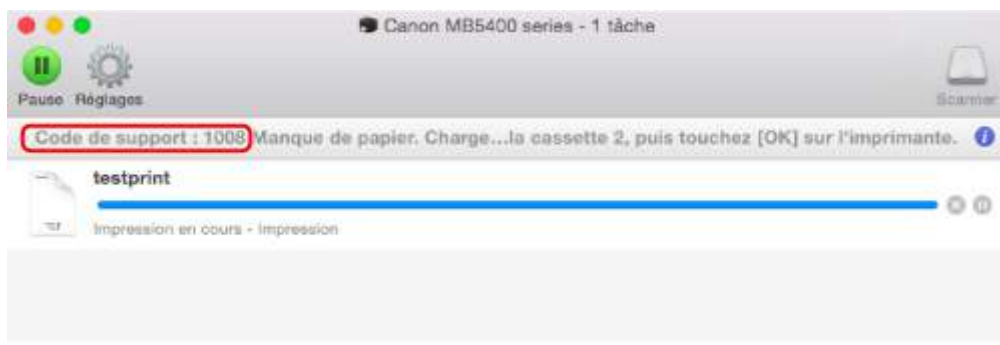 Canon MB5400 series - 1 tâche
Pause Réglages Scanner
Code de support : 1008 Manque de papier. Charge...la cassette 2, puis touchez [OK] sur l'imprimante.
testprint
Impression en cours - Impression